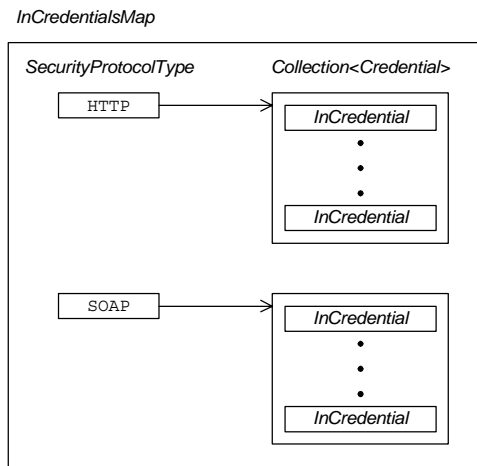 InCredentialsMap
SecurityProtocolType Collection<Credential>
HTTP InCredential
InCredential
SOAP InCredential
InCredential